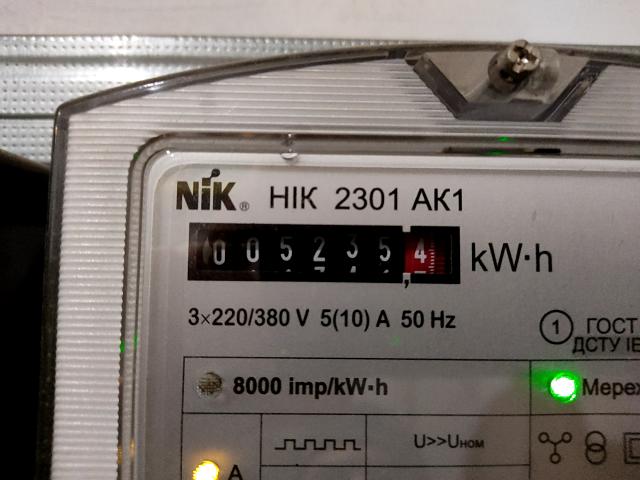 NiK® НІК 2301 АК1
0052354 kW·h
3×220/380 V 5(10) A 50 Hz
1 ГОСТ
ДСТУ
8000 imp/kW·h
A
U>>Uном